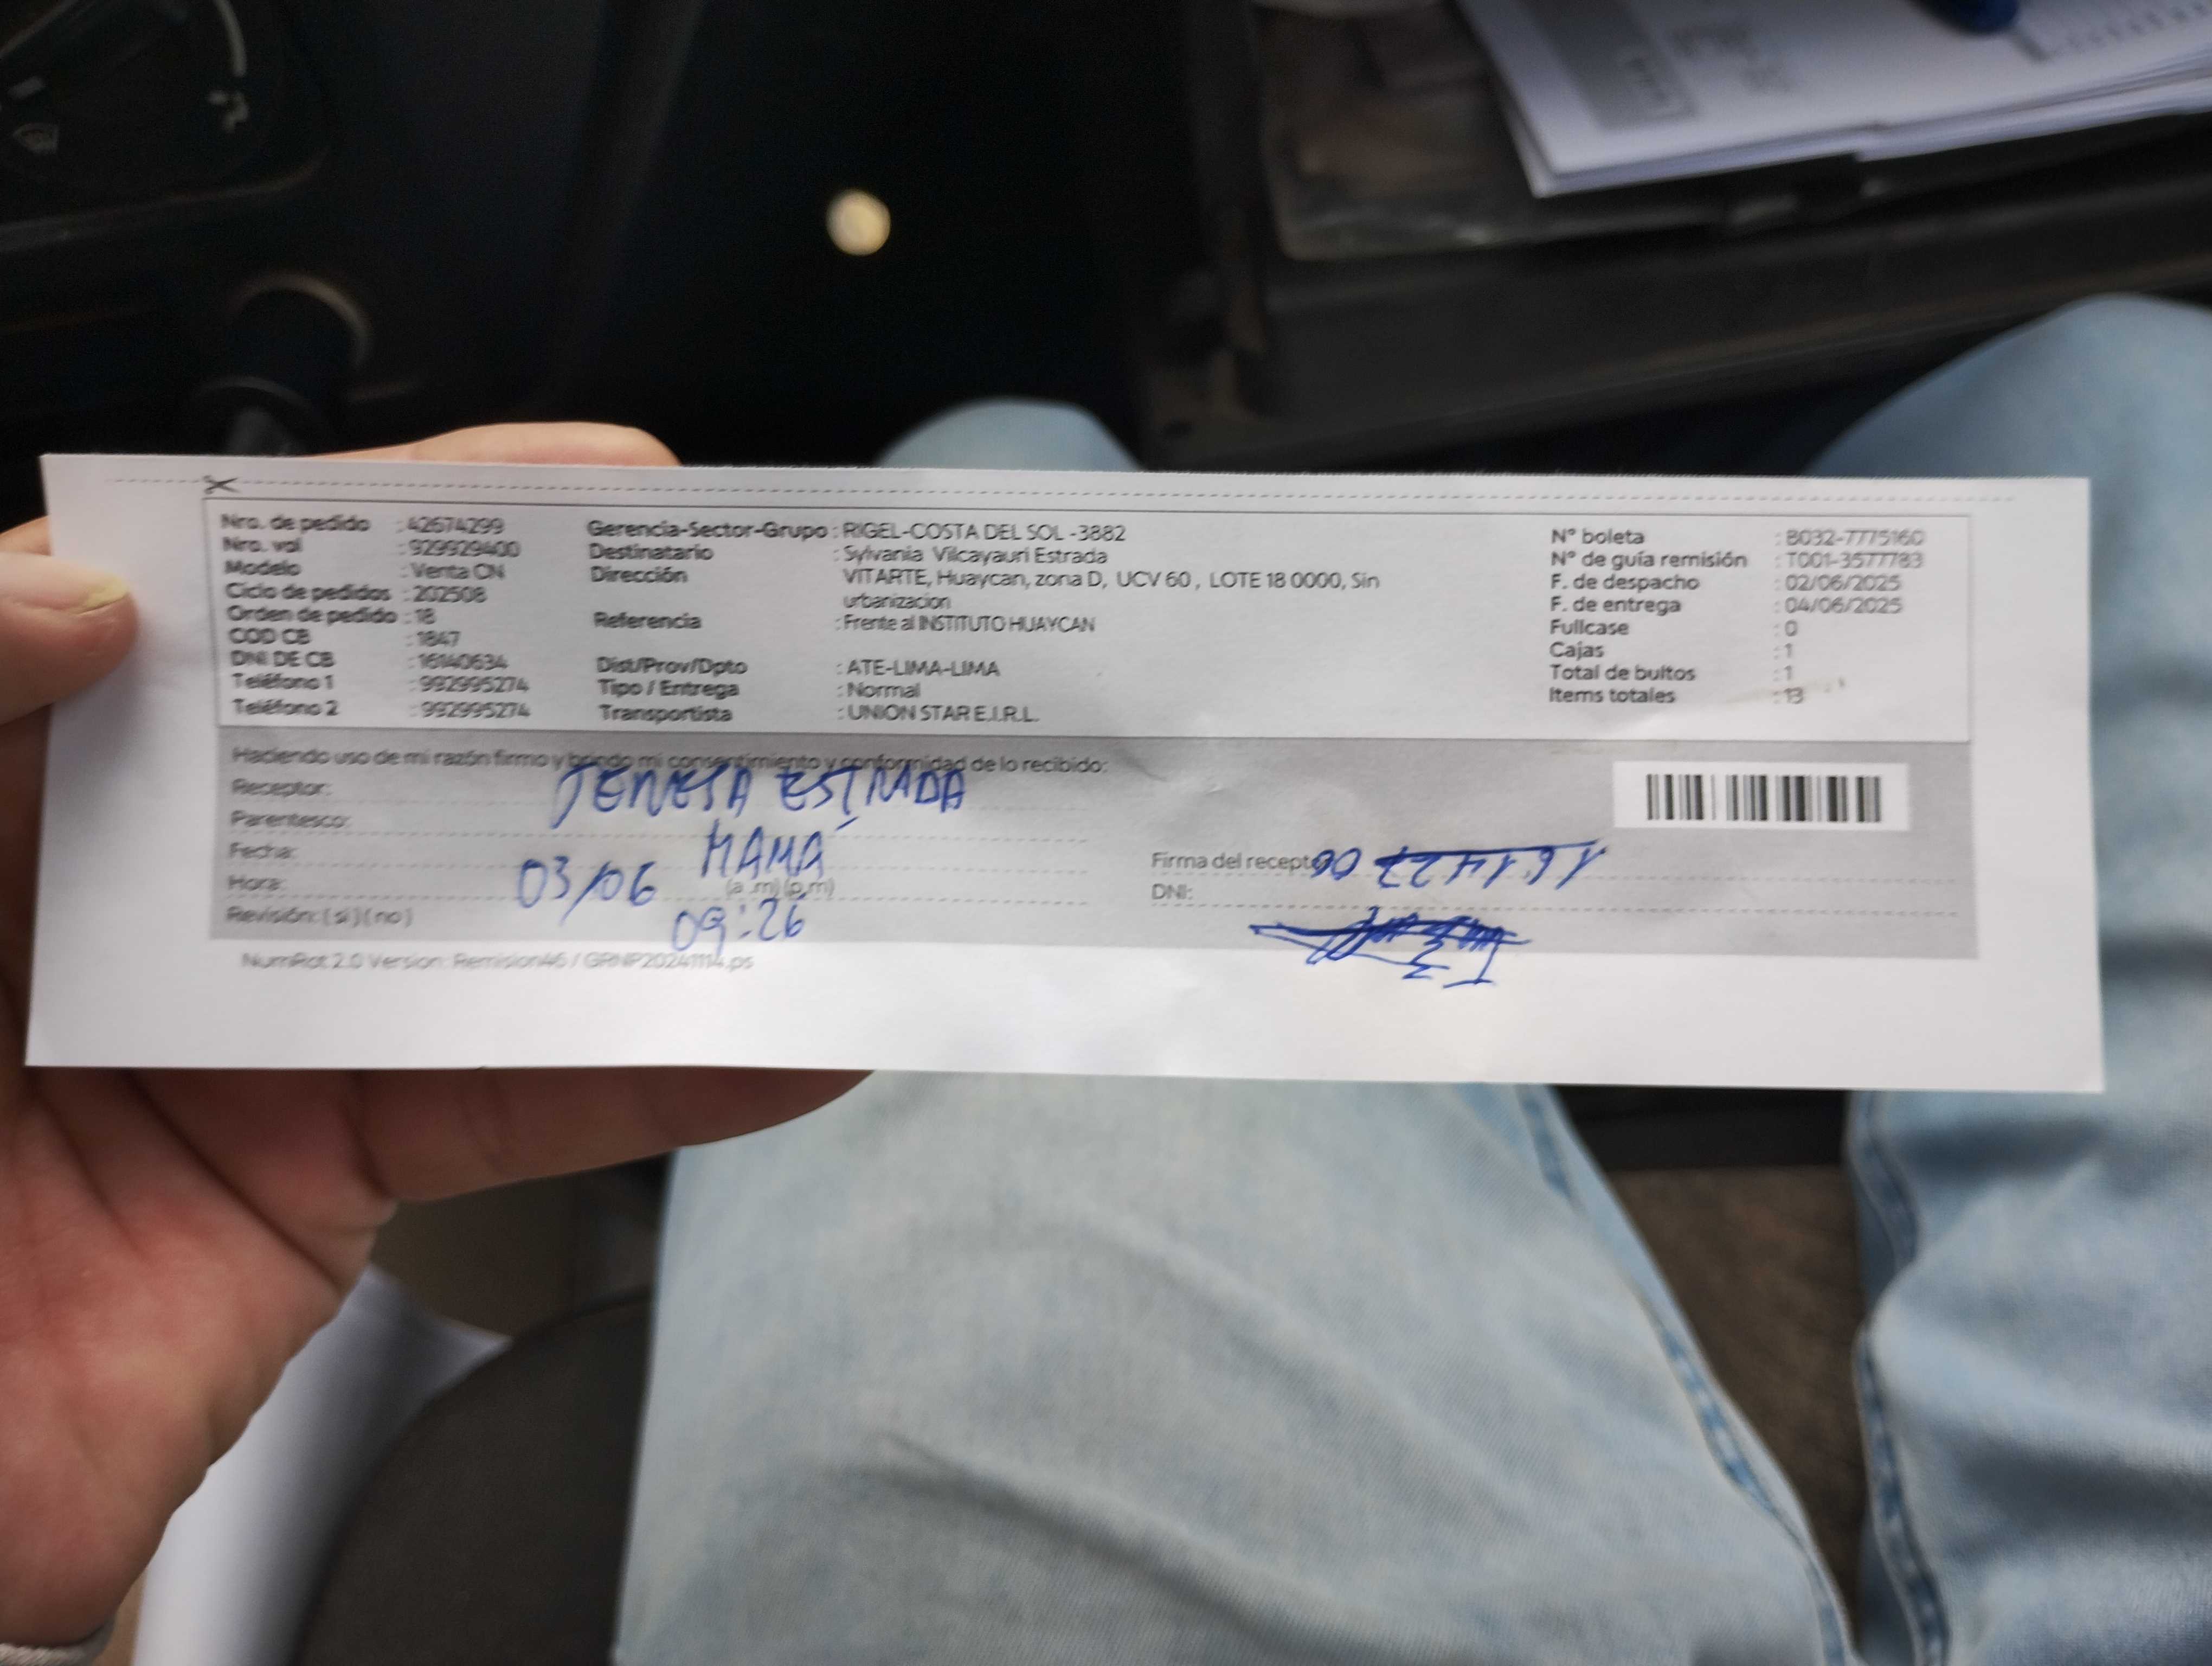 Nro. de pedido : 42674299
Nro. vol : 929929400
Modelo : Venta CN
Ciclo de pedidos : 202508
Orden de pedido : 18
COD CB : 1847
DNI DE CB : 16140634
Teléfono 1 : 992995274
Teléfono 2 : 992995274
Gerencia-Sector-Grupo : RIGEL-COSTA DEL SOL -3882
Destinatario : Sylvania Vilcayauri Estrada
Dirección VITARTE, Huaycan, zona D, UCV 60 , LOTE 18 0000, Sin
urbanizacion
Referencia : Frente al INSTITUTO HUAYCAN
Dist/Prov/Dpto : ATE-LIMA-LIMA
Tipo / Entrega : Normal
Transportista : UNION STAR E.I.R.L.
N° boleta : B032-7775160
N° de guía remisión : T001-3577783
F. de despacho : 02/06/2025
F. de entrega : 04/06/2025
Fullcase : 0
Cajas : 1
Total de bultos : 1
Items totales : 13
Haciendo uso de mi razón firmo y brindo mi consentimiento y conformidad de lo recibido:
Receptor: ESTRADA
Parentesco: MAMÁ
Fecha: 03/06
Hora: (a .m) (p.m) 09:26
Revisión: ( si ) ( no )
Firma del receptor
DNI:
NumRot 2.0 Version: Remision46 / GRNP20241114.ps